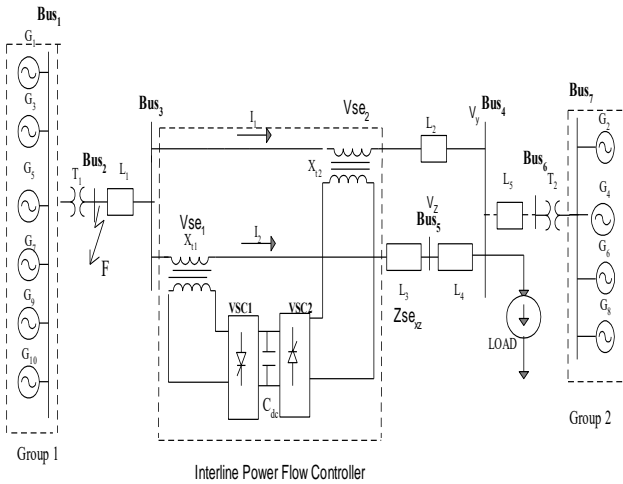 Bus1
G1
G3
G5
G7
G9
G10
Group 1
T1
Bus2
L1
F
Bus3
I1
Vse2
Xt2
Vse1
Xt1
I2
VSC1
VSC2
Cdc
L2
Vy
Bus4
VZ
Bus5
L3
L4
Zsexz
LOAD
L5
Bus6
T2
Bus7
G2
G4
G6
G8
Group 2
Interline Power Flow Controller